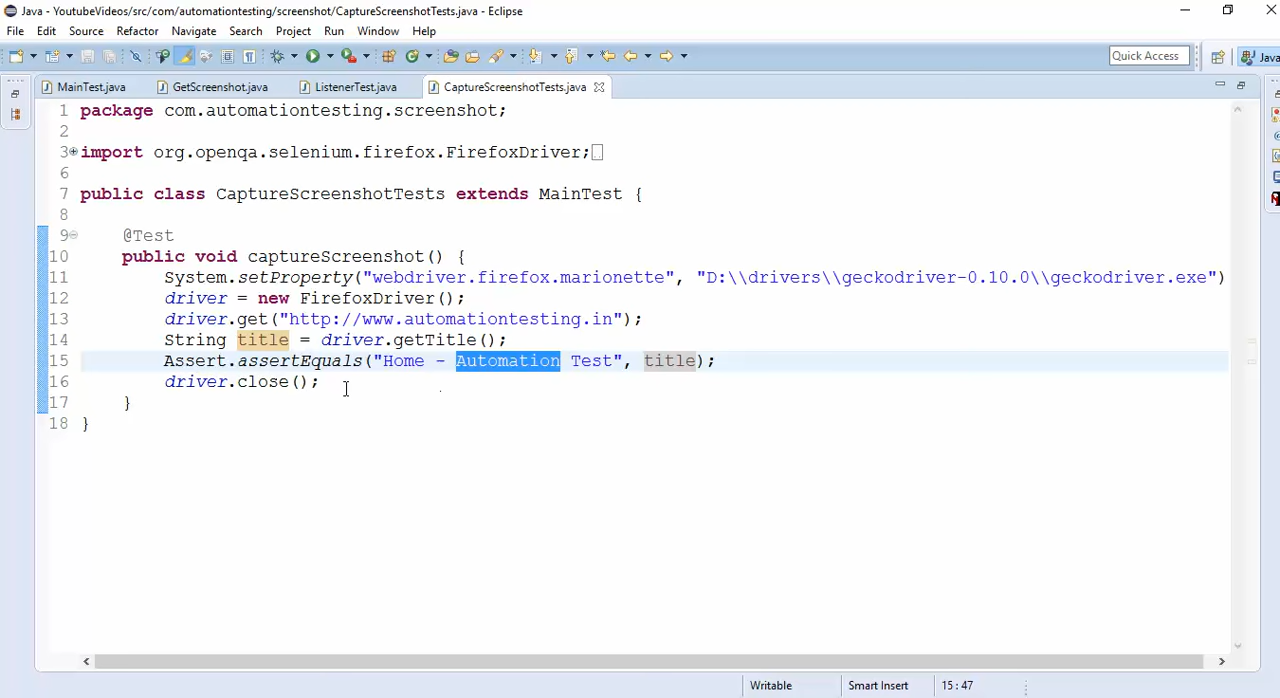 Java - YoutubeVideos/src/com/automationtesting/screenshot/CaptureScreenshotTests.java - Eclipse
File Edit Source Refactor Navigate Search Project Run Window Help
Quick Access Java
MainTest.java GetScreenshot.java ListenerTest.java CaptureScreenshotTests.java
1 package com.automationtesting.screenshot;
2
3 import org.openqa.selenium.firefox.FirefoxDriver;
6
7 public class CaptureScreenshotTests extends MainTest {
8
9 @Test
10 public void captureScreenshot() {
11 System.setProperty("webdriver.firefox.marionette", "D:\\drivers\\geckodriver-0.10.0\\geckodriver.exe")
12 driver = new FirefoxDriver();
13 driver.get("http://www.automationtesting.in");
14 String title = driver.getTitle();
15 Assert.assertEquals("Home - Automation Test", title);
16 driver.close();
17 }
18 }
Writable Smart Insert 15 : 47